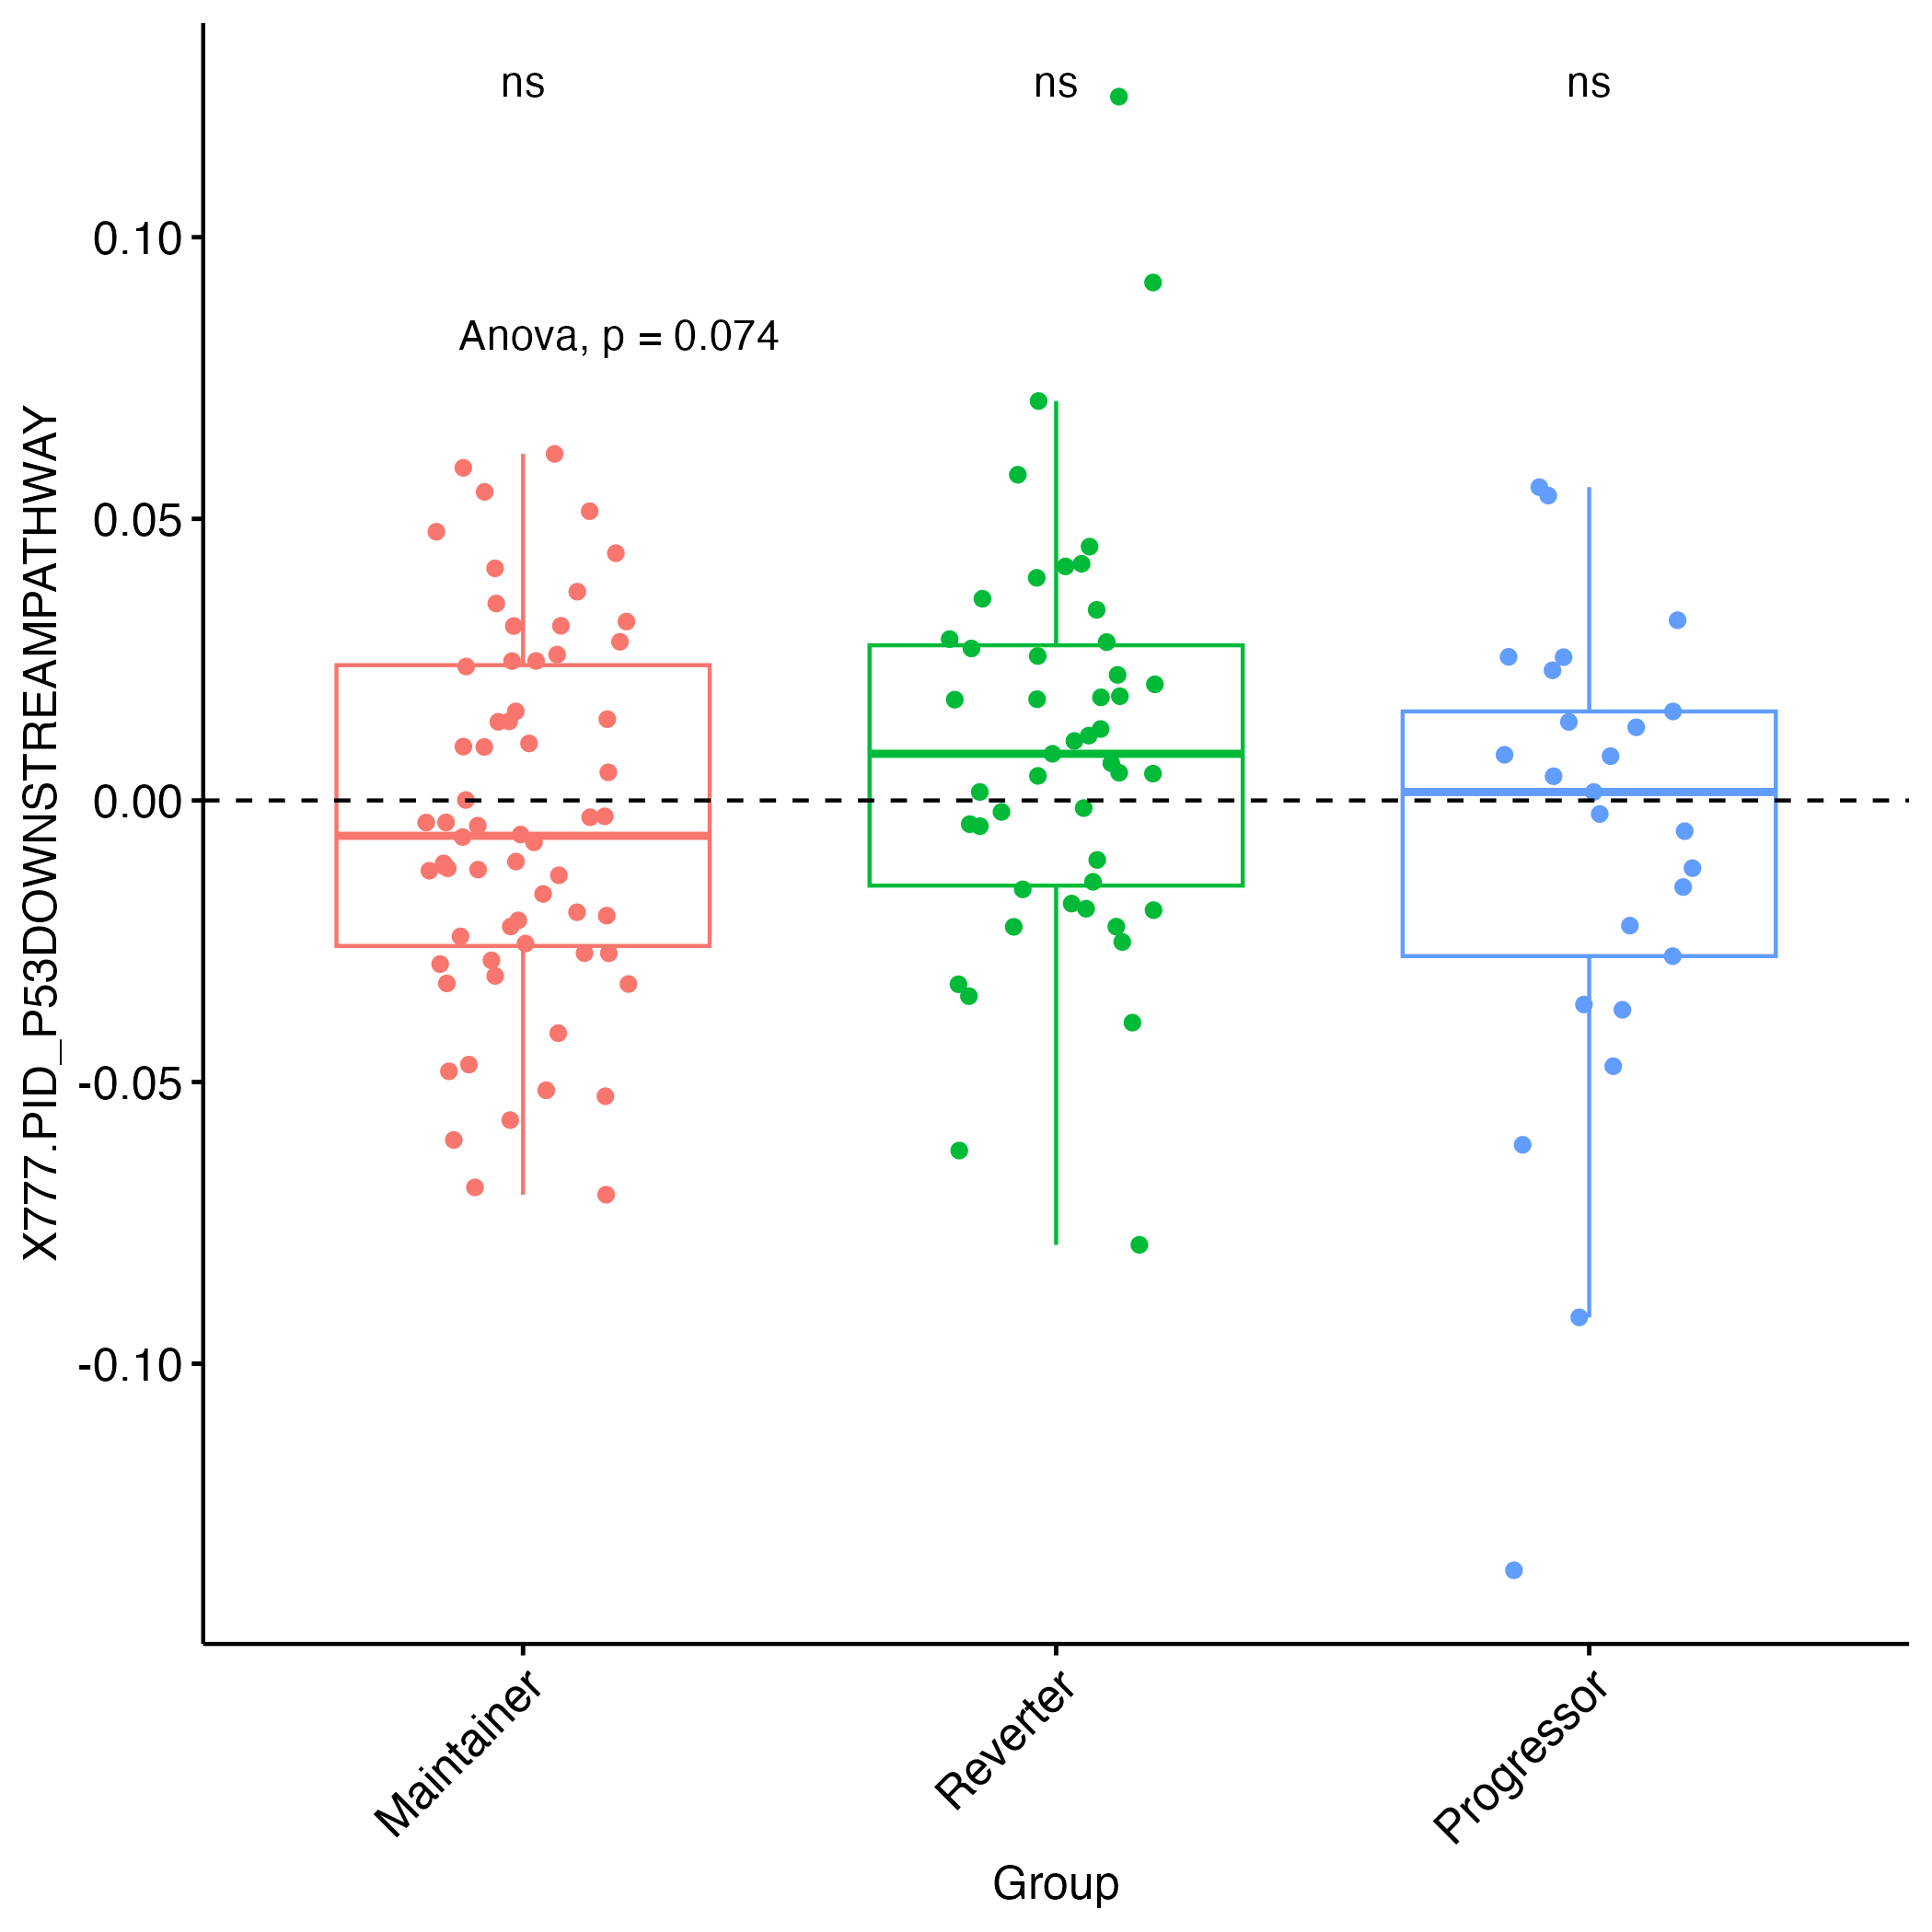 ns
ns
ns
Anova, p = 0.074
X777.PID_P53DOWNSTREAMPATHWAY
0.10
0.05
0.00
-0.05
-0.10
Maintainer
Reverter
Progressor
Group